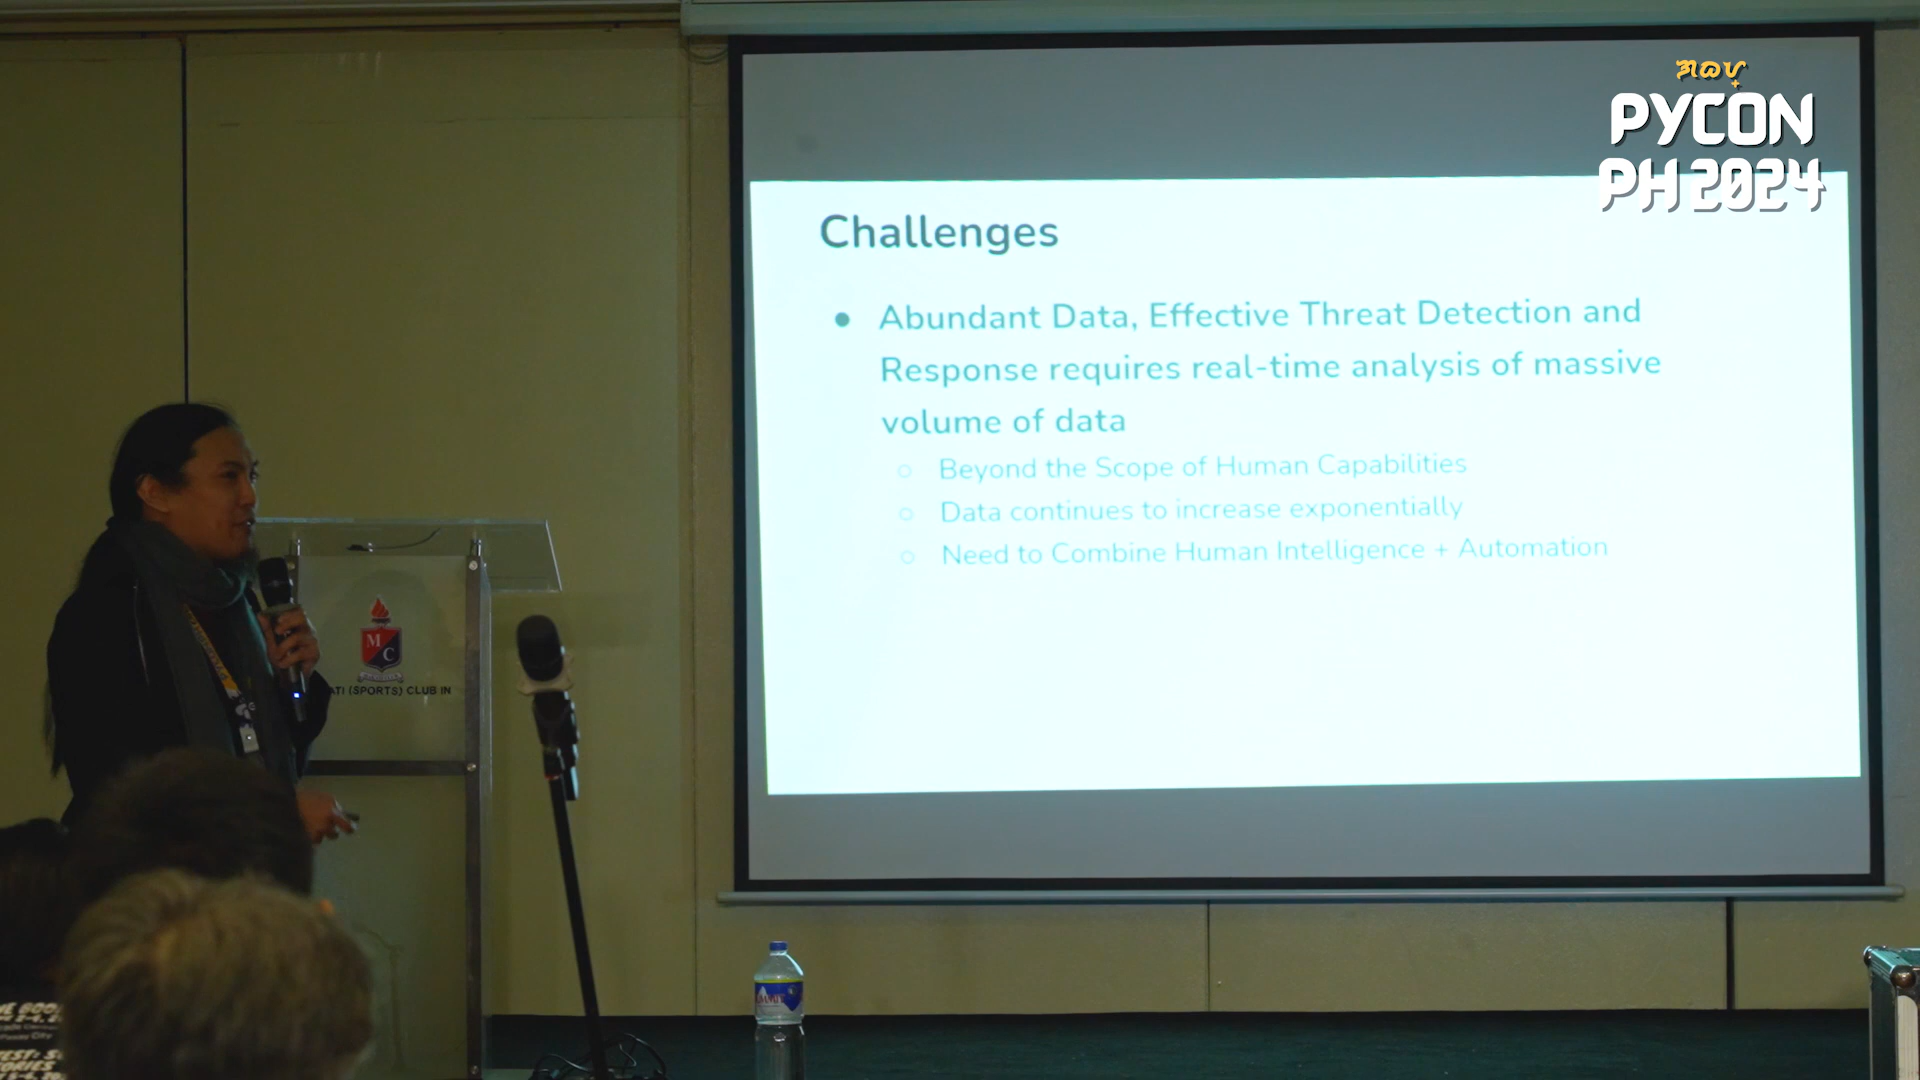 ᜉᜌ᜔
PYCON
PH 2024
Challenges
● Abundant Data, Effective Threat Detection and
Response requires real-time analysis of massive
volume of data
○ Beyond the Scope of Human Capabilities
○ Data continues to increase exponentially
○ Need to Combine Human Intelligence + Automation
M
C
ATI (SPORTS) CLUB IN